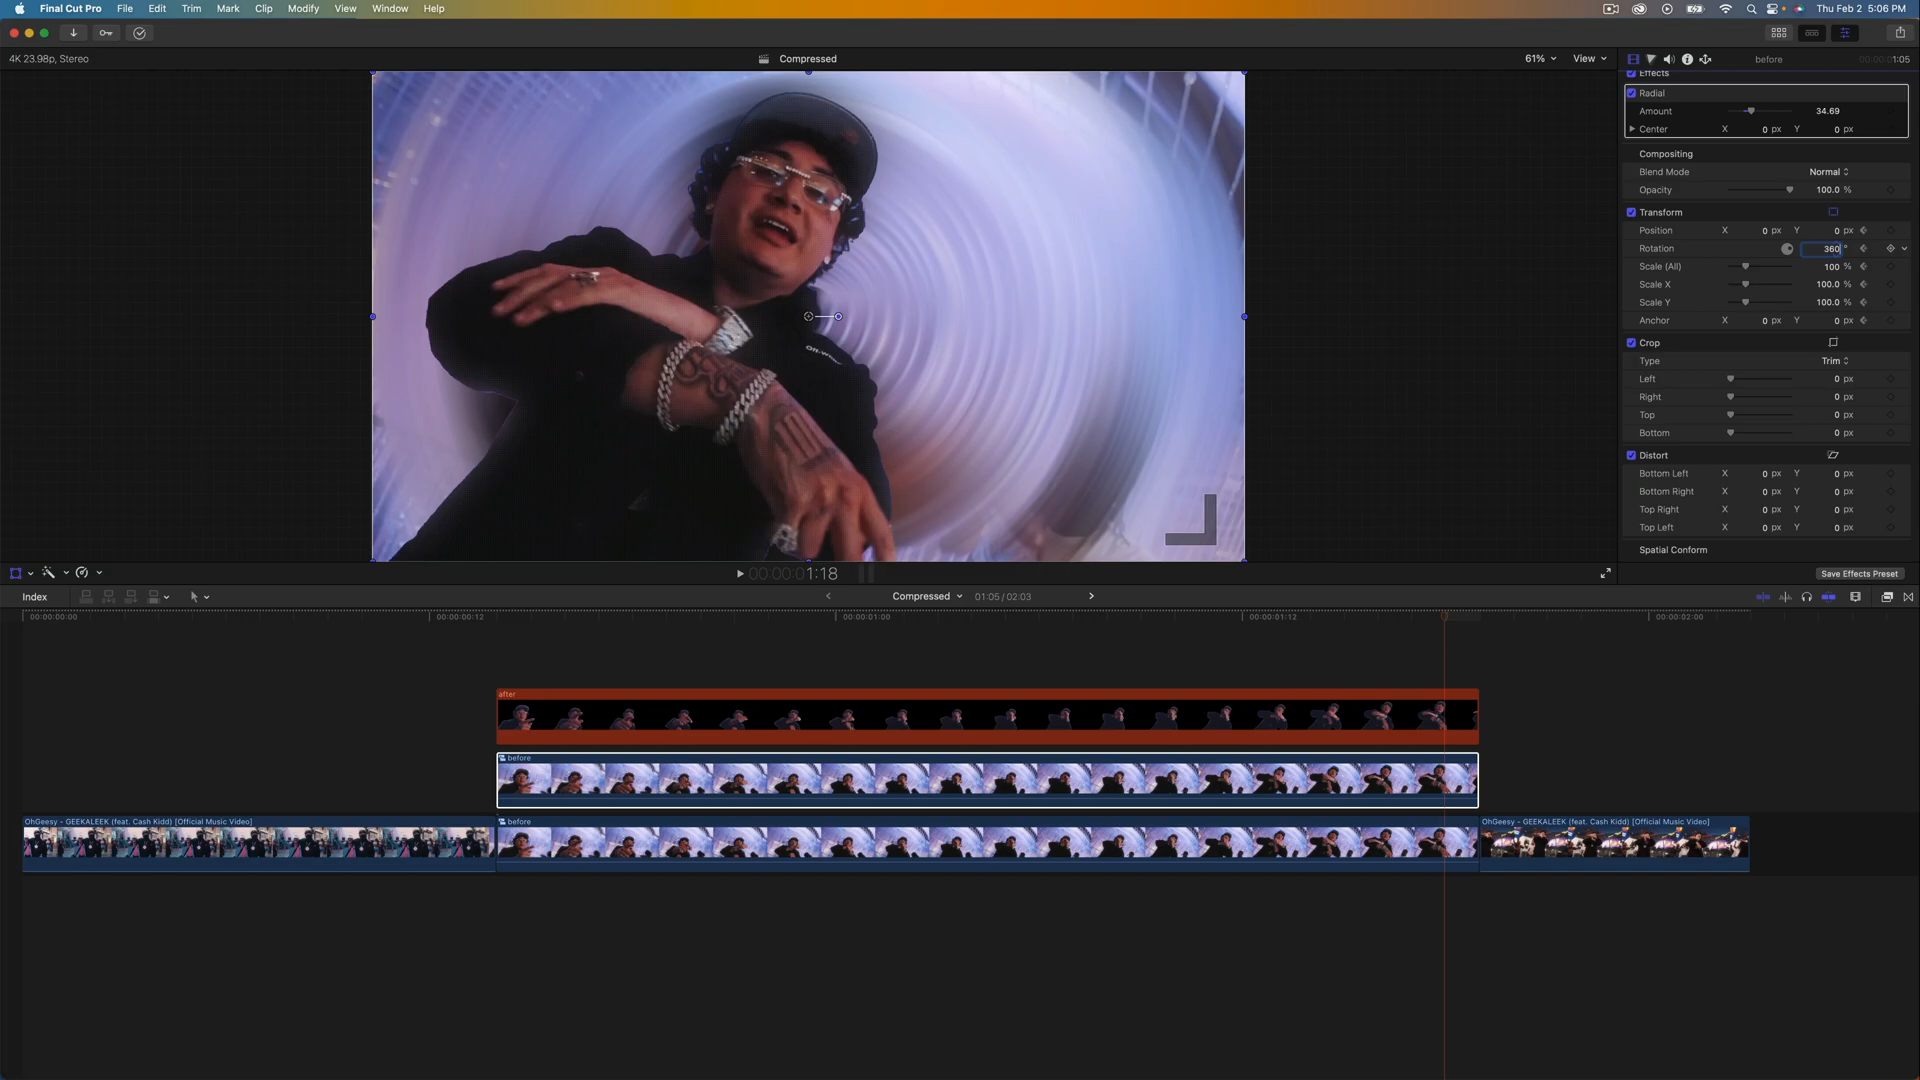 Final Cut Pro File Edit Trim Mark Clip Modify View Window Help Thu Feb 2 5:06 PM
4K 23.98p, Stereo Compressed 61% View before 00:00:01:05
Effects
Radial
Amount 34.69
Center X 0 px Y 0 px
Compositing
Blend Mode Normal
Opacity 100.0 %
Transform
Position X 0 px Y 0 px
Rotation 360 °
Scale (All) 100 %
Scale X 100.0 %
Scale Y 100.0 %
Anchor X 0 px Y 0 px
Crop
Type Trim
Left 0 px
Right 0 px
Top 0 px
Bottom 0 px
Distort
Bottom Left X 0 px Y 0 px
Bottom Right X 0 px Y 0 px
Top Right X 0 px Y 0 px
Top Left X 0 px Y 0 px
Spatial Conform
00:00:01:18 Save Effects Preset
Index Compressed 01:05 / 02:03
00:00:00:00 00:00:00:12 00:00:01:00 00:00:01:12 00:00:02:00
after
before
OhGeesy - GEEKALEEK (feat. Cash Kidd) [Official Music Video] before OhGeesy - GEEKALEEK (feat. Cash Kidd) [Official Music Video]